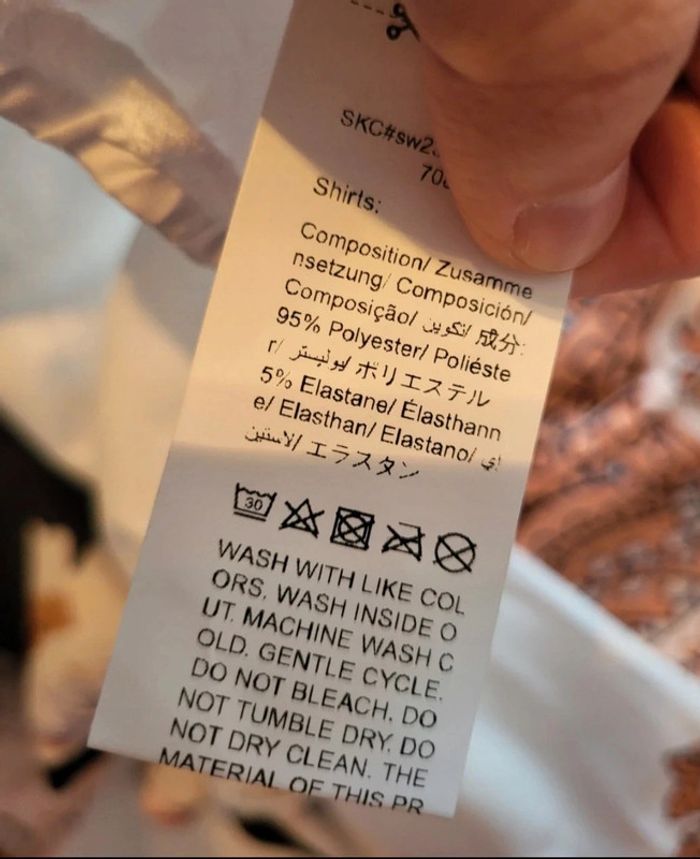 SKC#sw2
70
Shirts:
Composition/ Zusamme
nsetzung/ Composición/
Composição/ تكوين/ 成分:
95% Polyester/ Poliéste
r/ بوليستر/ ポリエステル
5% Elastane/ Élasthann
e/ Elasthan/ Elastano/ إي
لاستين/ エラスタン
30
WASH WITH LIKE COL
ORS. WASH INSIDE O
UT. MACHINE WASH C
OLD. GENTLE CYCLE.
DO NOT BLEACH. DO
NOT TUMBLE DRY. DO
NOT DRY CLEAN. THE
MATERIAL OF THIS PR